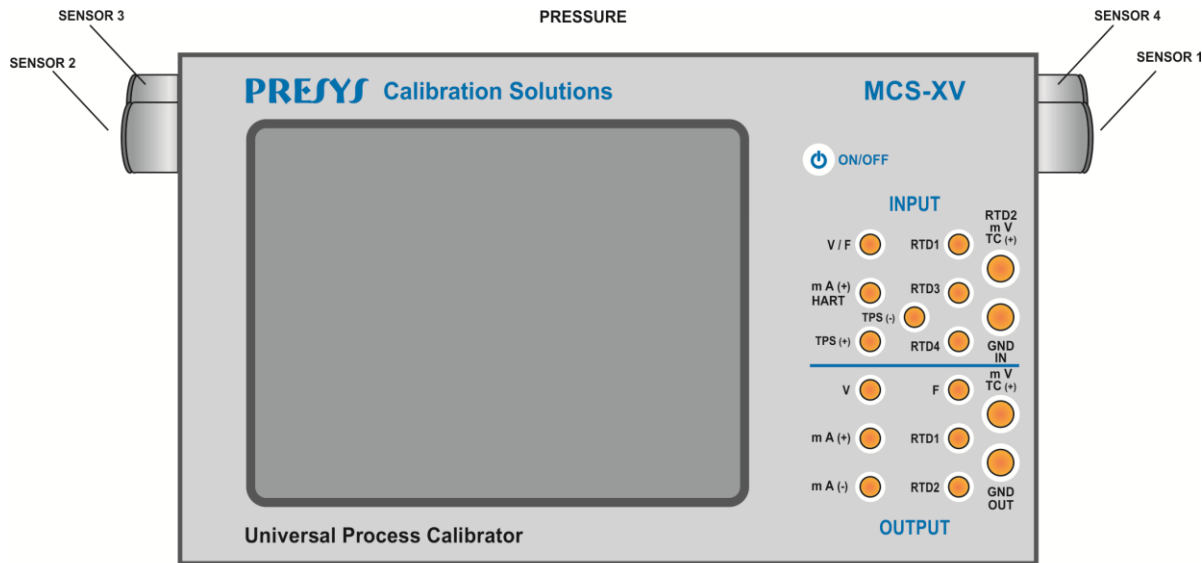 SENSOR 3
PRESSURE
SENSOR 4
SENSOR 2
SENSOR 1
PRESYS Calibration Solutions
MCS-XV
ON/OFF
INPUT
RTD2
m V
TC (+)
V / F
RTD1
m A (+)
HART
RTD3
TPS (-)
TPS (+)
RTD4
GND
IN
m V
TC (+)
V
F
m A (+)
RTD1
m A (-)
RTD2
GND
OUT
OUTPUT
Universal Process Calibrator